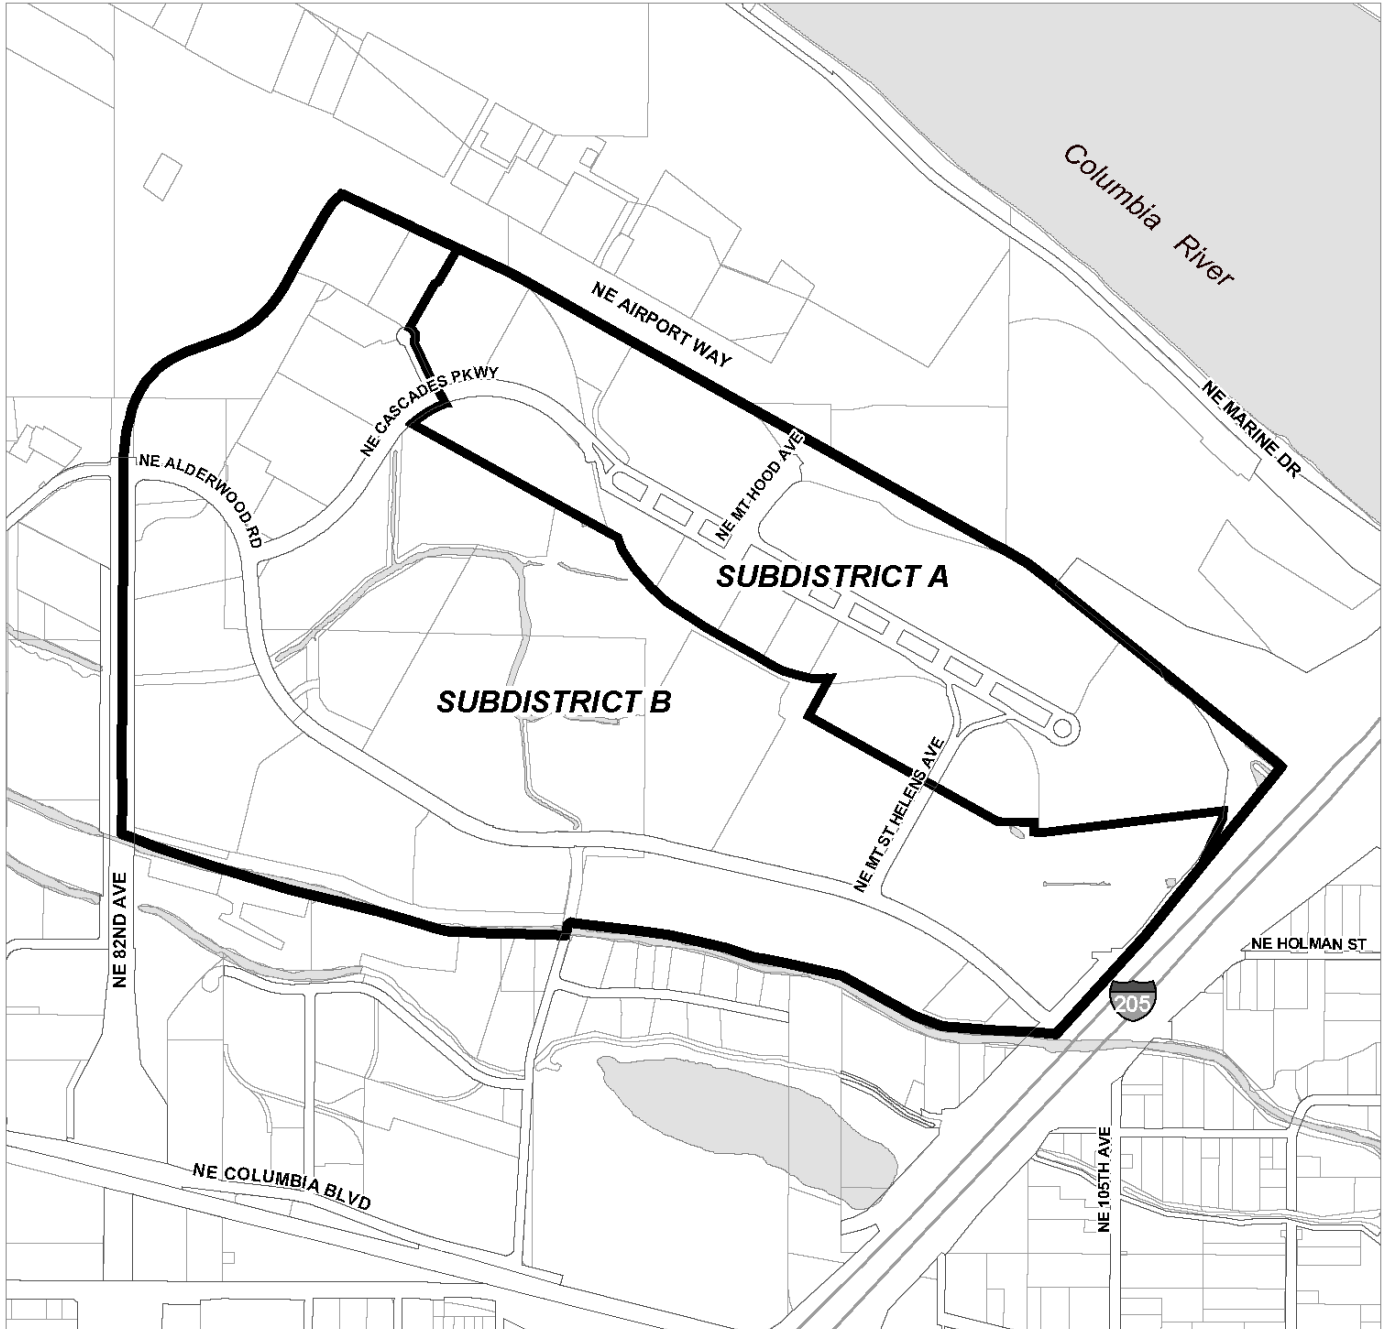 Columbia River
NE AIRPORT WAY
NE CASCADES PKWY
NE MARINE DR
NE ALDERWOOD RD
NE MT HOOD AVE
SUBDISTRICT A
SUBDISTRICT B
NE MT ST HELENS AVE
NE 82ND AVE
NE HOLMAN ST
205
NE 105TH AVE
NE COLUMBIA BLVD